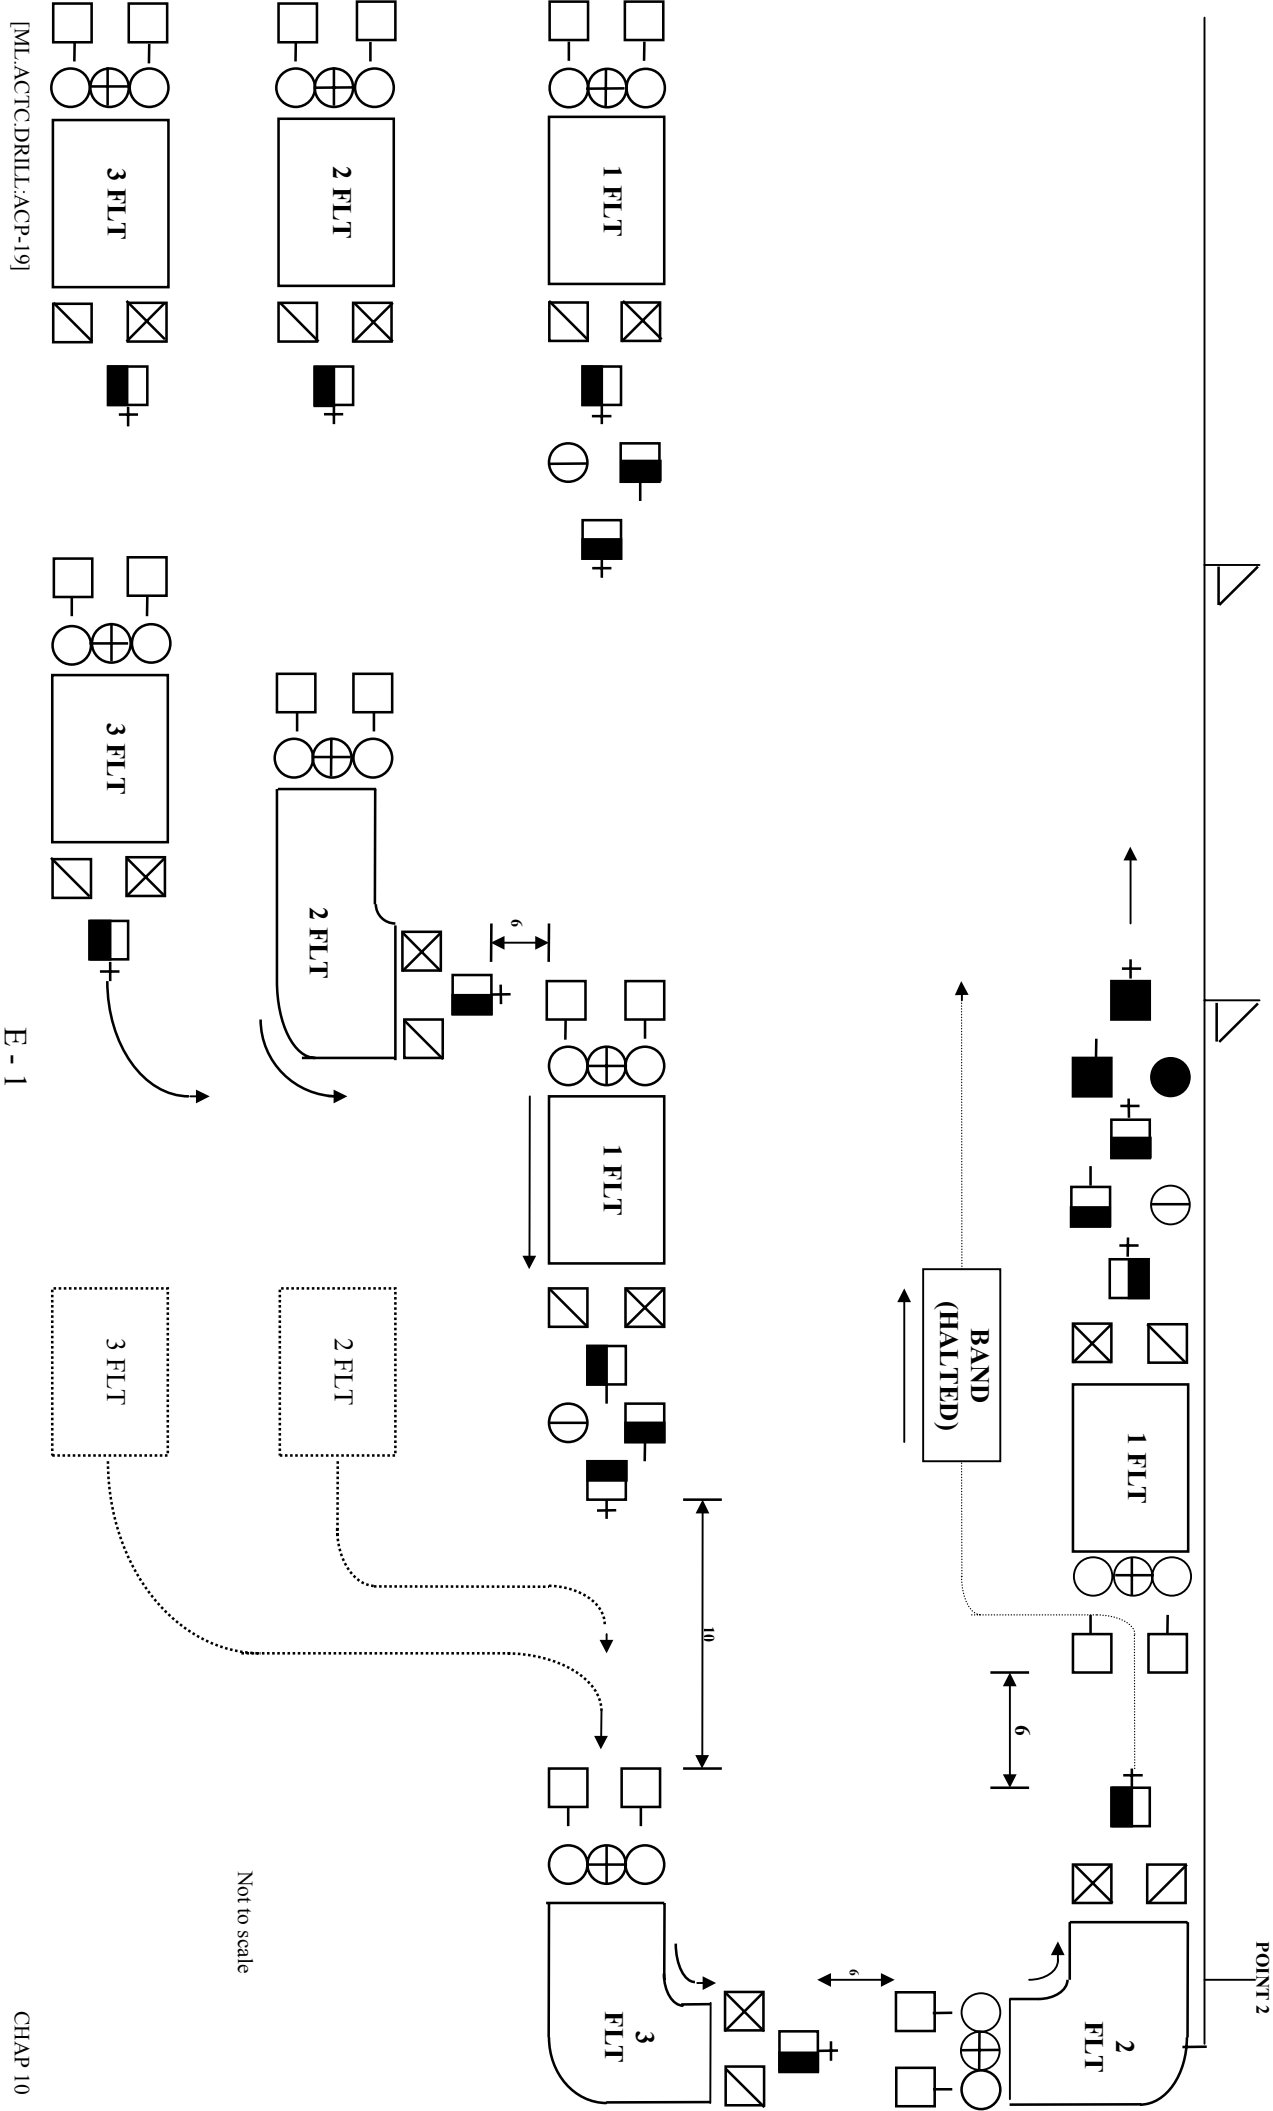 POINT 2
1 FLT
2
FLT
6
BAND
(HALTED)
6
10
1 FLT
1 FLT
3
FLT
6
2 FLT
2 FLT
2 FLT
Not to scale
3 FLT
3 FLT
3 FLT
E - 1
[ML.ACTC.DRILL:ACP-19]
CHAP 10